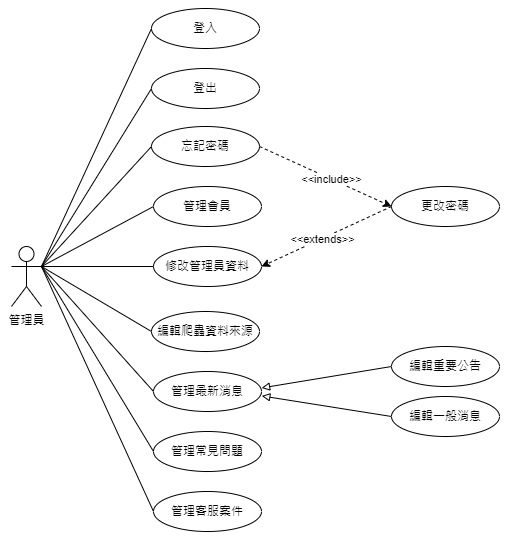 登入
登出
忘記密碼
<<include>>
管理會員
更改密碼
<<extends>>
修改管理員資料
管理員
編輯爬蟲資料來源
編輯重要公告
管理最新消息
編輯一般消息
管理常見問題
管理客服案件